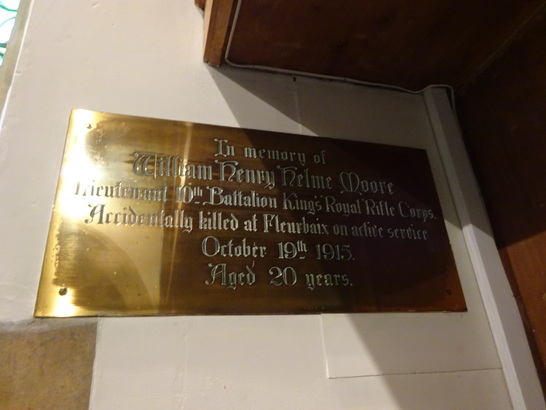 In memory of
William Henry Helme Moore
Lieutenant 10th Battalion King's Royal Rifle Corps.
Accidentally killed at Fleurbaix on active service
October 19th 1915.
Aged 20 years.